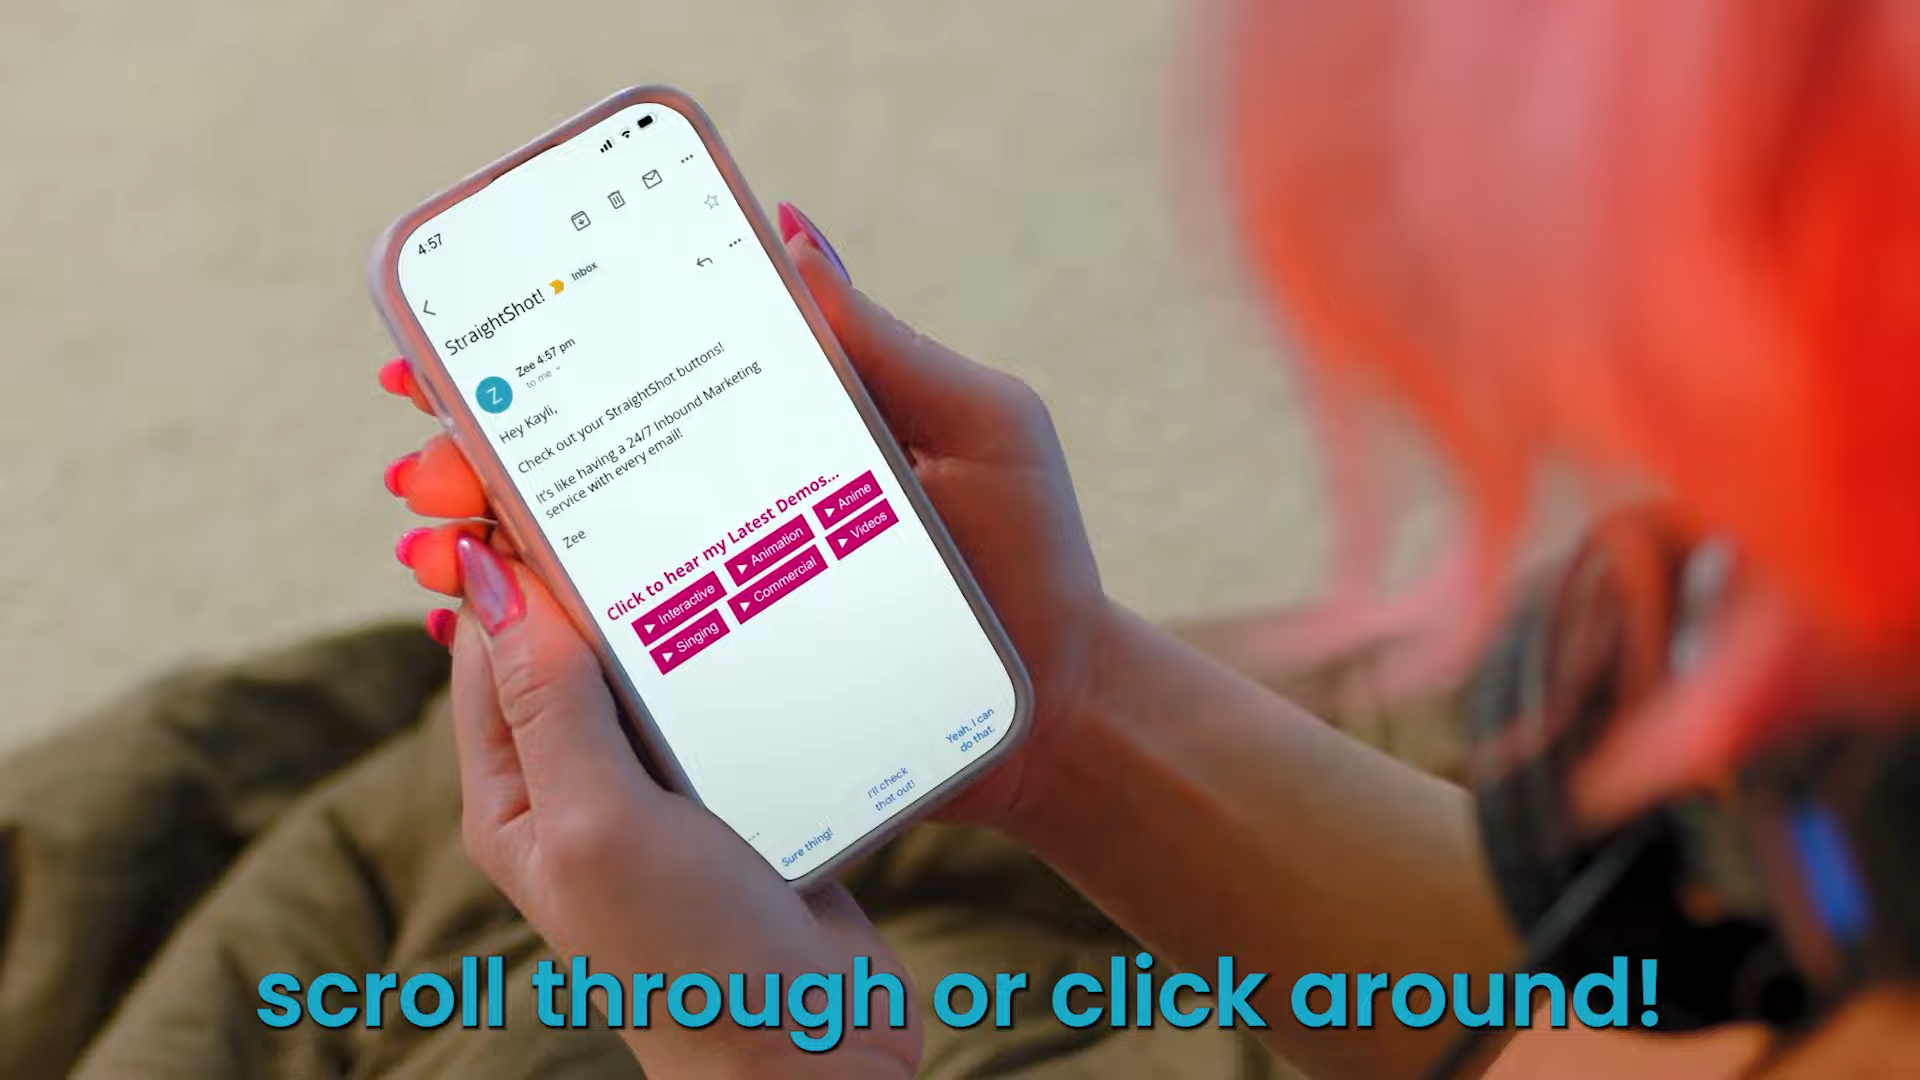 4:57
StraightShot! Inbox
Z
Zee 4:57 pm
to me
Hey Kayli,
Check out your StraightShot buttons!
It's like having a 24/7 Inbound Marketing
service with every email!
Zee
Click to hear my Latest Demos...
Interactive Animation Anime
Singing Commercial Videos
Sure thing! I'll check that out! Yeah, I can do that.
scroll through or click around!